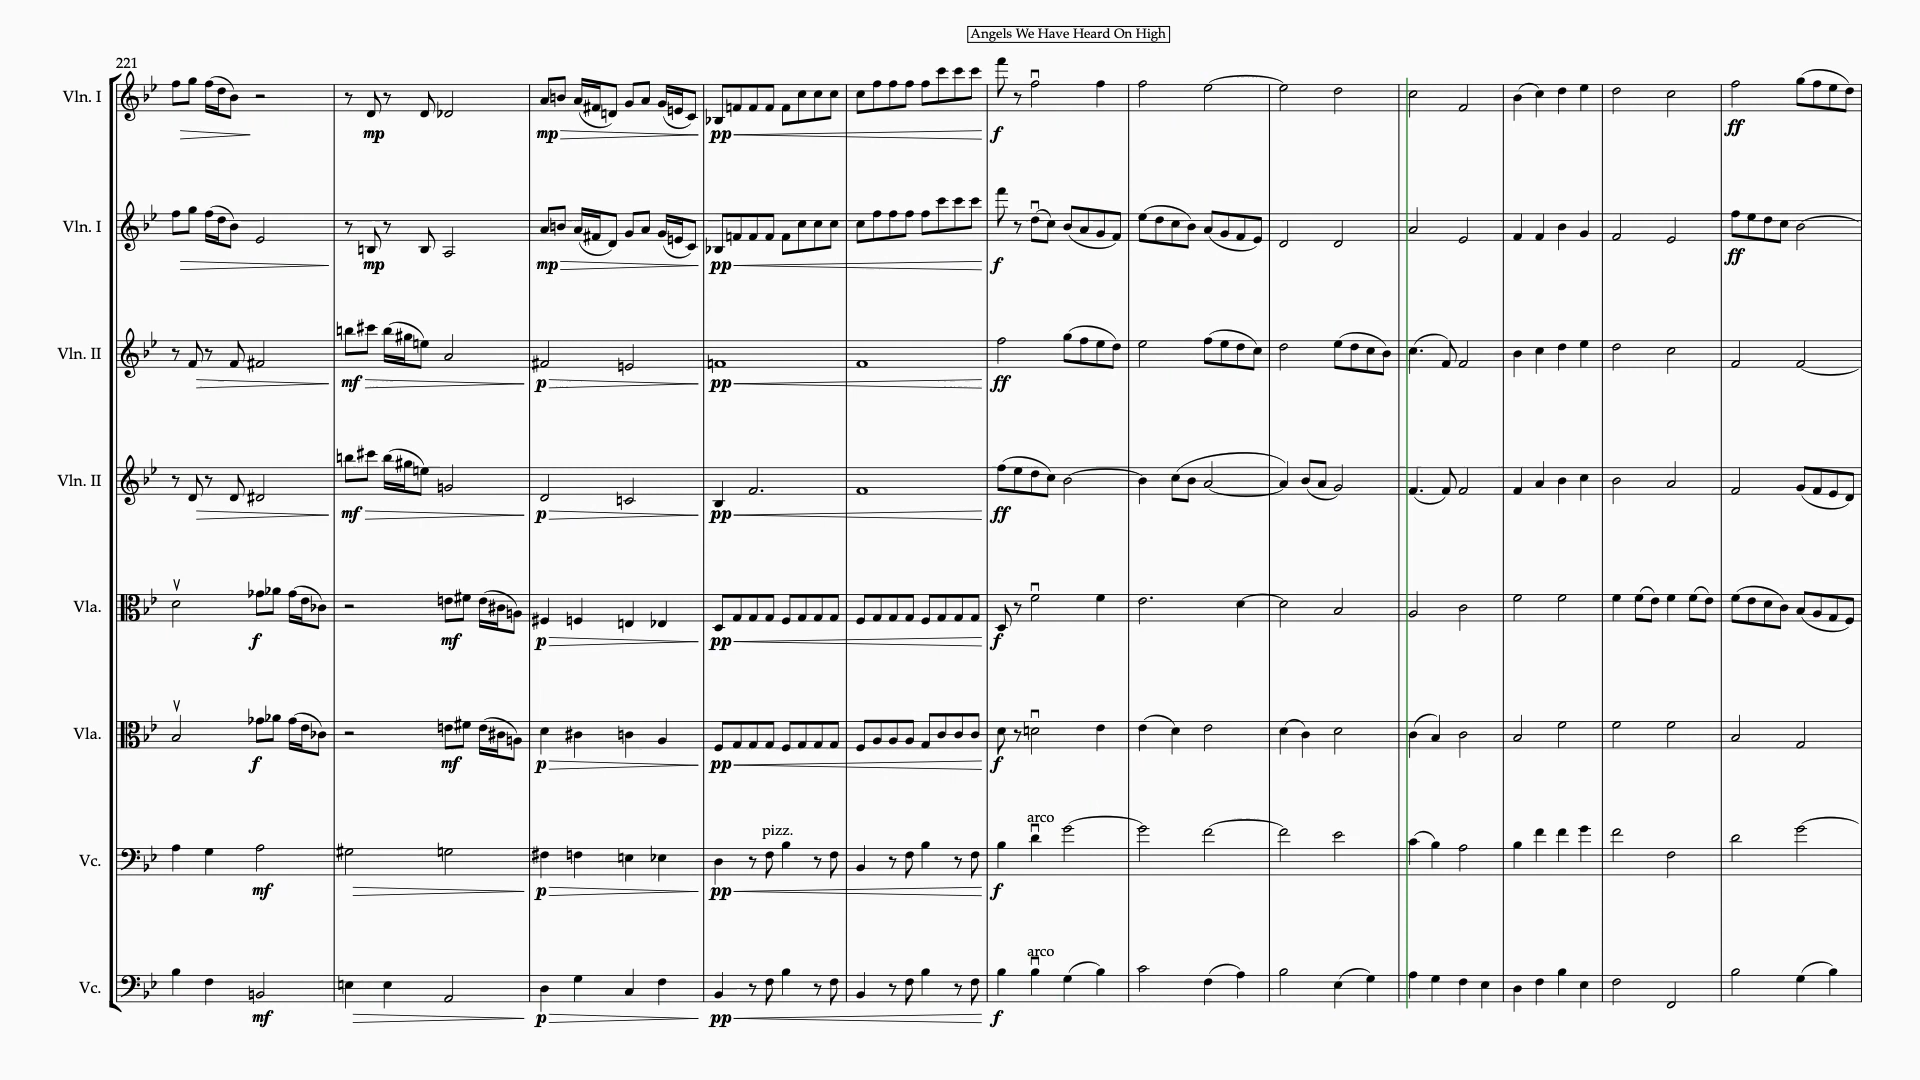 Angels We Have Heard On High
221
Vln. I
mp
mp
pp
f
ff
Vln. I
mp
mp
pp
f
ff
Vln. II
mf
p
pp
ff
Vln. II
mf
p
pp
ff
Vla.
f
mf
p
pp
f
Vla.
f
mf
p
pp
f
pizz.
arco
Vc.
mf
p
pp
f
arco
Vc.
mf
p
pp
f